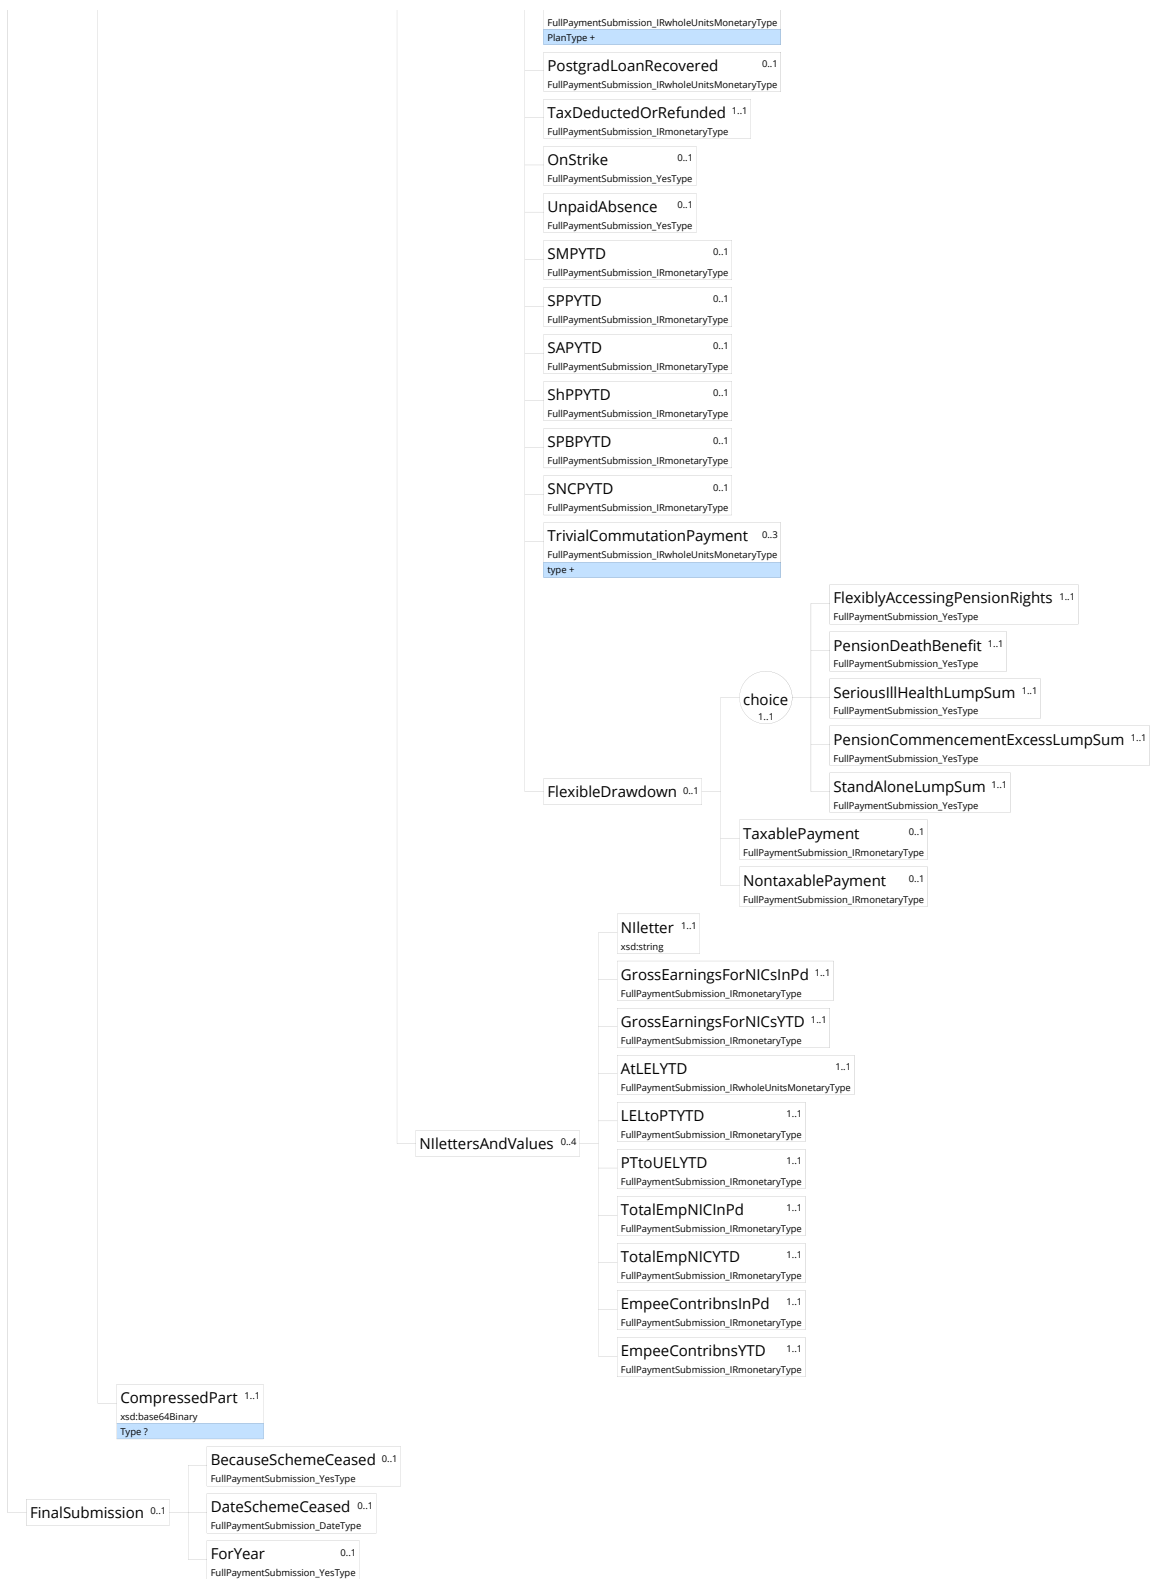 FullPaymentSubmission_IRwholeUnitsMonetaryType
PlanType +
PostgradLoanRecovered 0..1
FullPaymentSubmission_IRwholeUnitsMonetaryType
TaxDeductedOrRefunded 1..1
FullPaymentSubmission_IRmonetaryType
OnStrike 0..1
FullPaymentSubmission_YesType
UnpaidAbsence 0..1
FullPaymentSubmission_YesType
SMPYTD 0..1
FullPaymentSubmission_IRmonetaryType
SPPYTD 0..1
FullPaymentSubmission_IRmonetaryType
SAPYTD 0..1
FullPaymentSubmission_IRmonetaryType
ShPPYTD 0..1
FullPaymentSubmission_IRmonetaryType
SPBPYTD 0..1
FullPaymentSubmission_IRmonetaryType
SNCPYTD 0..1
FullPaymentSubmission_IRmonetaryType
TrivialCommutationPayment 0..3
FullPaymentSubmission_IRwholeUnitsMonetaryType
type +
FlexibleDrawdown 0..1
choice
1..1
FlexiblyAccessingPensionRights 1..1
FullPaymentSubmission_YesType
PensionDeathBenefit 1..1
FullPaymentSubmission_YesType
SeriousIllHealthLumpSum 1..1
FullPaymentSubmission_YesType
PensionCommencementExcessLumpSum 1..1
FullPaymentSubmission_YesType
StandAloneLumpSum 1..1
FullPaymentSubmission_YesType
TaxablePayment 0..1
FullPaymentSubmission_IRmonetaryType
NontaxablePayment 0..1
FullPaymentSubmission_IRmonetaryType
NIlettersAndValues 0..4
NIletter 1..1
xsd:string
GrossEarningsForNICsInPd 1..1
FullPaymentSubmission_IRmonetaryType
GrossEarningsForNICsYTD 1..1
FullPaymentSubmission_IRmonetaryType
AtLELYTD 1..1
FullPaymentSubmission_IRwholeUnitsMonetaryType
LELtoPTYTD 1..1
FullPaymentSubmission_IRmonetaryType
PTtoUELYTD 1..1
FullPaymentSubmission_IRmonetaryType
TotalEmpNICInPd 1..1
FullPaymentSubmission_IRmonetaryType
TotalEmpNICYTD 1..1
FullPaymentSubmission_IRmonetaryType
EmpeeContribnsInPd 1..1
FullPaymentSubmission_IRmonetaryType
EmpeeContribnsYTD 1..1
FullPaymentSubmission_IRmonetaryType
CompressedPart 1..1
xsd:base64Binary
Type ?
FinalSubmission 0..1
BecauseSchemeCeased 0..1
FullPaymentSubmission_YesType
DateSchemeCeased 0..1
FullPaymentSubmission_DateType
ForYear 0..1
FullPaymentSubmission_YesType